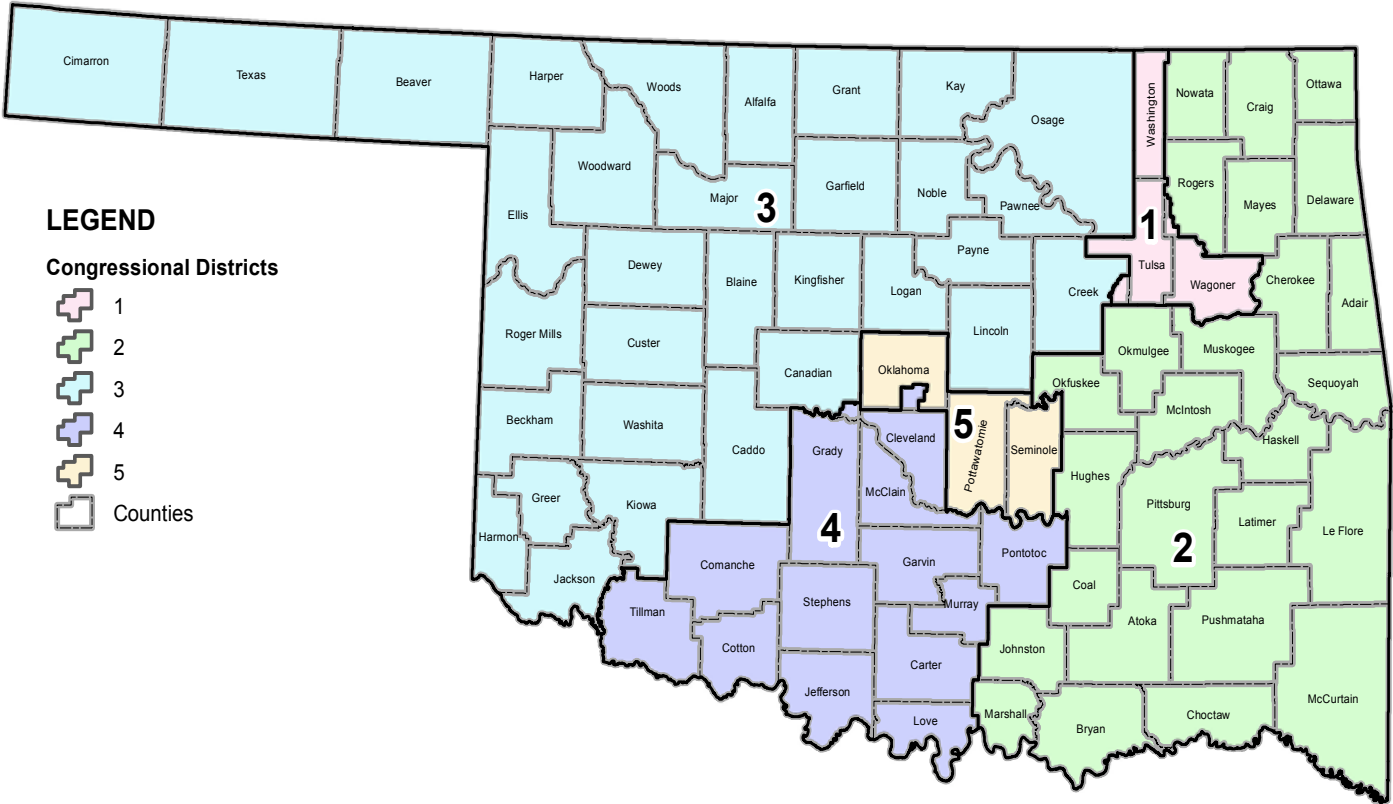 Cimarron
Texas
Beaver
Harper
Woods
Alfalfa
Grant
Kay
Osage
Washington
Nowata
Craig
Ottawa
Woodward
Major
3
Garfield
Noble
Pawnee
Rogers
Mayes
Delaware
Ellis
LEGEND
Congressional Districts
1
2
3
4
5
Counties
Dewey
Blaine
Kingfisher
Logan
Payne
Creek
1
Tulsa
Wagoner
Cherokee
Adair
Roger Mills
Custer
Canadian
Oklahoma
Lincoln
Okmulgee
Muskogee
Sequoyah
Okfuskee
McIntosh
Beckham
Washita
Caddo
Grady
Cleveland
5
Pottawatomie
Seminole
Haskell
Hughes
Greer
Kiowa
McClain
Pittsburg
Latimer
Le Flore
Harmon
4
2
Jackson
Comanche
Garvin
Pontotoc
Coal
Tillman
Stephens
Murray
Atoka
Pushmataha
Cotton
Carter
Johnston
Jefferson
Love
Marshall
Bryan
Choctaw
McCurtain